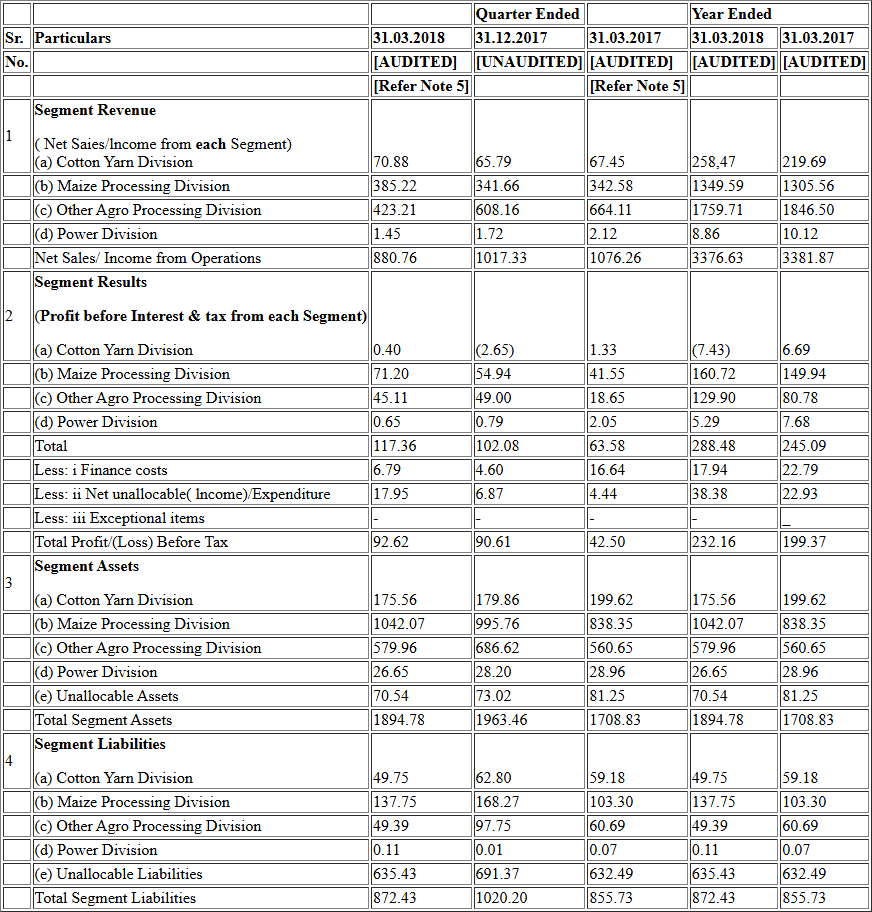 Quarter Ended Year Ended
Sr. Particulars 31.03.2018 31.12.2017 31.03.2017 31.03.2018 31.03.2017
No. [AUDITED] [UNAUDITED] [AUDITED] [AUDITED] [AUDITED]
[Refer Note 5] [Refer Note 5]
Segment Revenue
1
( Net Saies/lncome from each Segment)
(a) Cotton Yarn Division 70.88 65.79 67.45 258,47 219.69
(b) Maize Processing Division 385.22 341.66 342.58 1349.59 1305.56
(c) Other Agro Processing Division 423.21 608.16 664.11 1759.71 1846.50
(d) Power Division 1.45 1.72 2.12 8.86 10.12
Net Sales/ Income from Operations 880.76 1017.33 1076.26 3376.63 3381.87
Segment Results
2 (Profit before Interest & tax from each Segment)
(a) Cotton Yarn Division 0.40 (2.65) 1.33 (7.43) 6.69
(b) Maize Processing Division 71.20 54.94 41.55 160.72 149.94
(c) Other Agro Processing Division 45.11 49.00 18.65 129.90 80.78
(d) Power Division 0.65 0.79 2.05 5.29 7.68
Total 117.36 102.08 63.58 288.48 245.09
Less: i Finance costs 6.79 4.60 16.64 17.94 22.79
Less: ii Net unallocable( lncome)/Expenditure 17.95 6.87 4.44 38.38 22.93
Less: iii Exceptional items - - - - _
Total Profit/(Loss) Before Tax 92.62 90.61 42.50 232.16 199.37
Segment Assets
3
(a) Cotton Yarn Division 175.56 179.86 199.62 175.56 199.62
(b) Maize Processing Division 1042.07 995.76 838.35 1042.07 838.35
(c) Other Agro Processing Division 579.96 686.62 560.65 579.96 560.65
(d) Power Division 26.65 28.20 28.96 26.65 28.96
(e) Unallocable Assets 70.54 73.02 81.25 70.54 81.25
Total Segment Assets 1894.78 1963.46 1708.83 1894.78 1708.83
Segment Liabilities
4
(a) Cotton Yarn Division 49.75 62.80 59.18 49.75 59.18
(b) Maize Processing Division 137.75 168.27 103.30 137.75 103.30
(c) Other Agro Processing Division 49.39 97.75 60.69 49.39 60.69
(d) Power Division 0.11 0.01 0.07 0.11 0.07
(e) Unallocable Liabilities 635.43 691.37 632.49 635.43 632.49
Total Segment Liabilities 872.43 1020.20 855.73 872.43 855.73